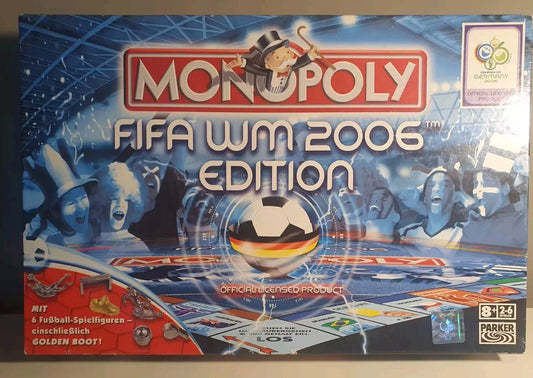 MONOPOLY
FIFA WM 2006™
EDITION
FIFA WORLD CUP
GERMANY
2006
OFFICIAL LICENSED
PRODUCT
MONOPOLY
OFFICIAL LICENSED PRODUCT
MIT
6 Fußball-Spielfiguren –
einschließlich
GOLDEN BOOT!
LOS
8+
2-6
PARKER